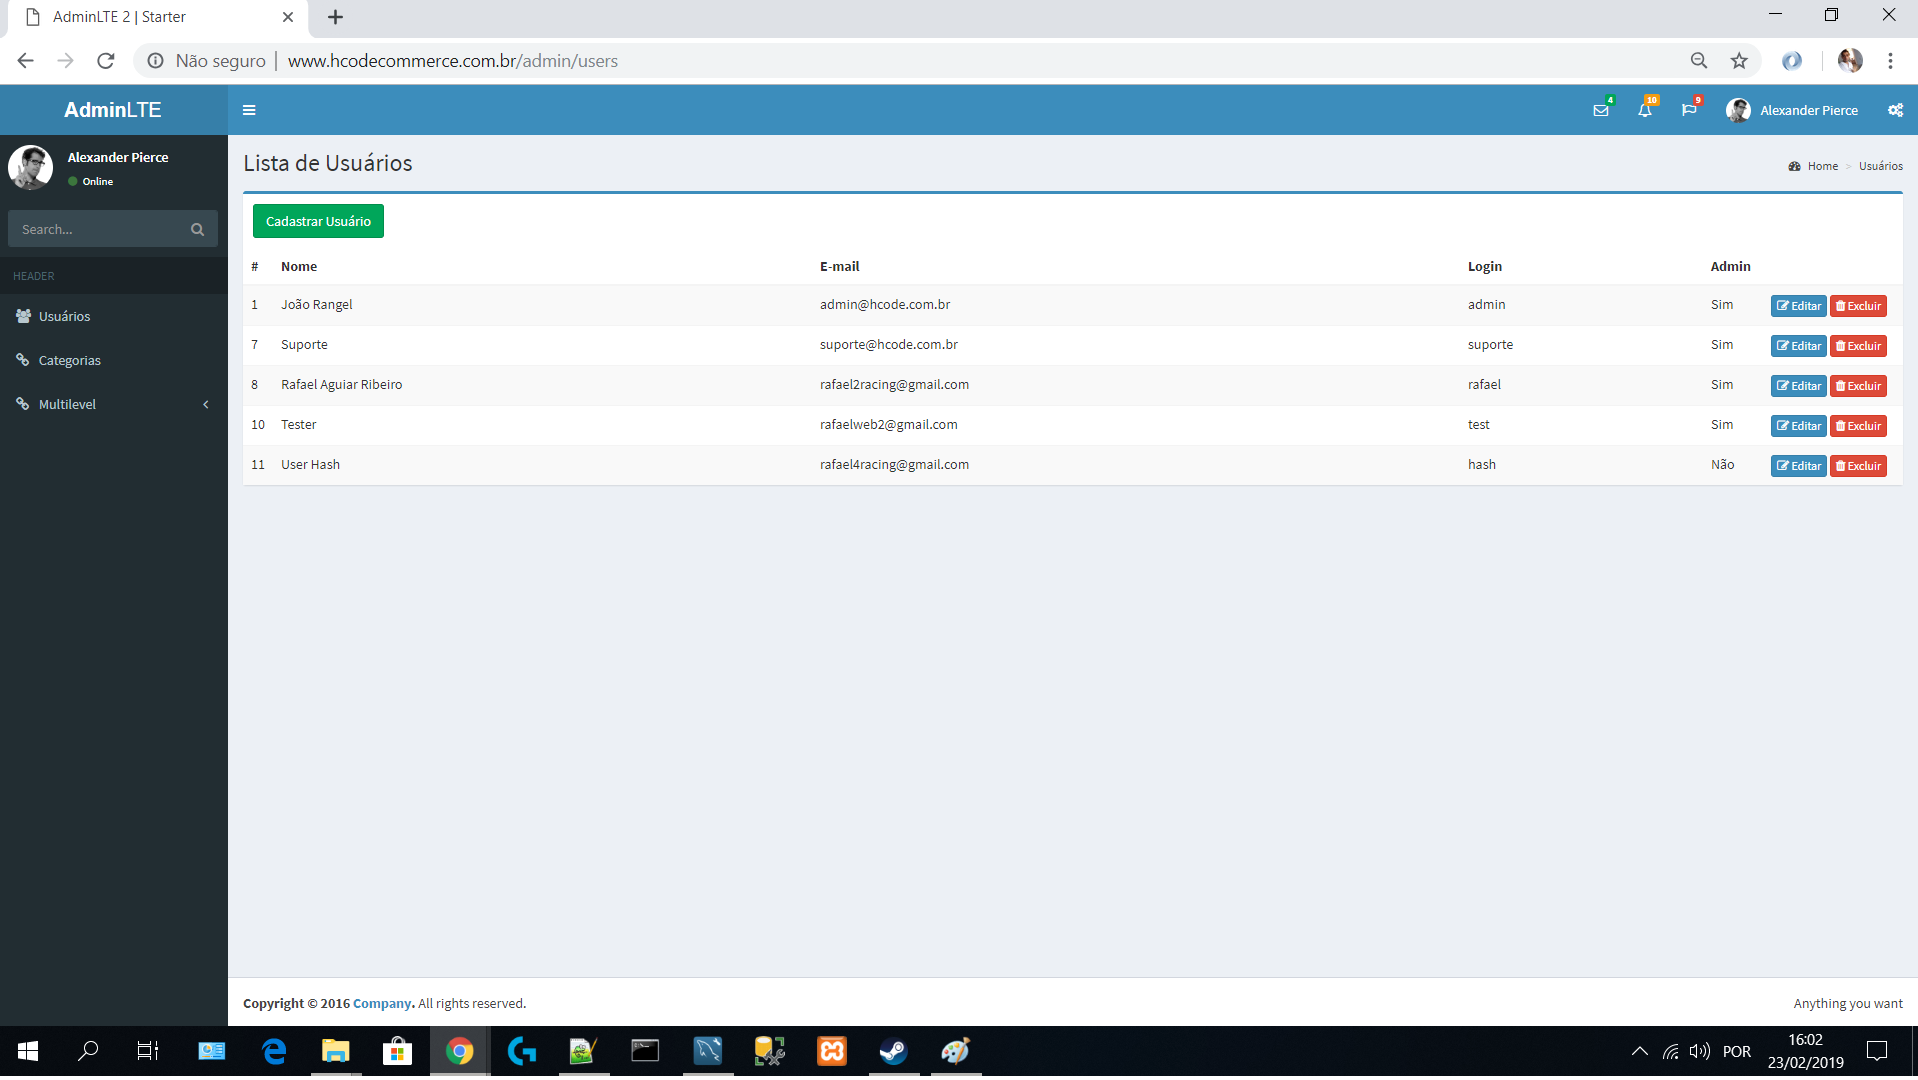 AdminLTE 2 | Starter
Não seguro | www.hcodecommerce.com.br/admin/users
AdminLTE
4
10
9
Alexander Pierce
Alexander Pierce
Online
Search...
HEADER
Usuários
Categorias
Multilevel
Lista de Usuários
Home > Usuários
Cadastrar Usuário
# Nome E-mail Login Admin
1 João Rangel admin@hcode.com.br admin Sim Editar Excluir
7 Suporte suporte@hcode.com.br suporte Sim Editar Excluir
8 Rafael Aguiar Ribeiro rafael2racing@gmail.com rafael Sim Editar Excluir
10 Tester rafaelweb2@gmail.com test Sim Editar Excluir
11 User Hash rafael4racing@gmail.com hash Não Editar Excluir
Copyright © 2016 Company. All rights reserved.
Anything you want
POR
16:02
23/02/2019